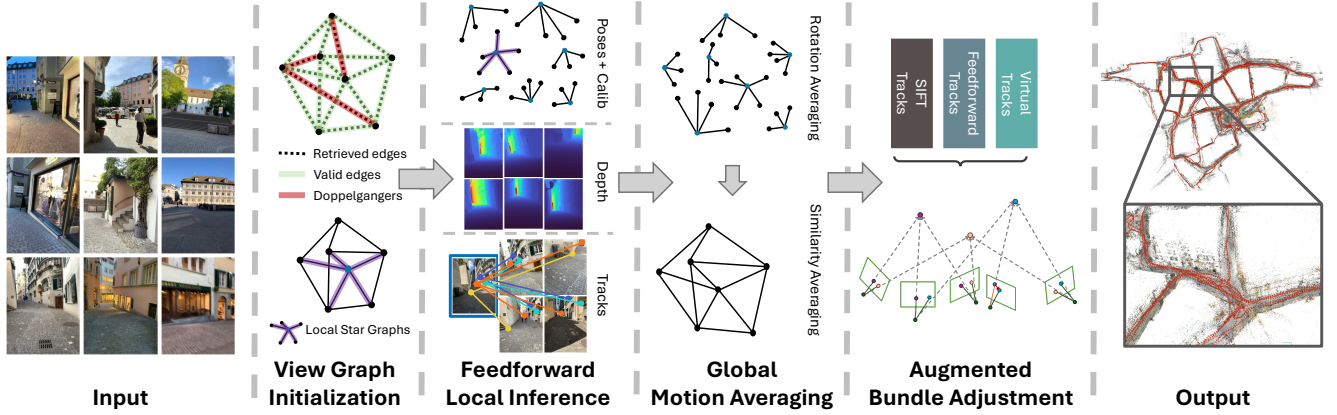 Retrieved edges
Valid edges
Doppelgangers
Local Star Graphs
Poses + Calib
Depth
Tracks
Rotation Averaging
Similarity Averaging
SIFT
Tracks
Feedforward
Tracks
Virtual
Tracks
Input
View Graph
Initialization
Feedforward
Local Inference
Global
Motion Averaging
Augmented
Bundle Adjustment
Output